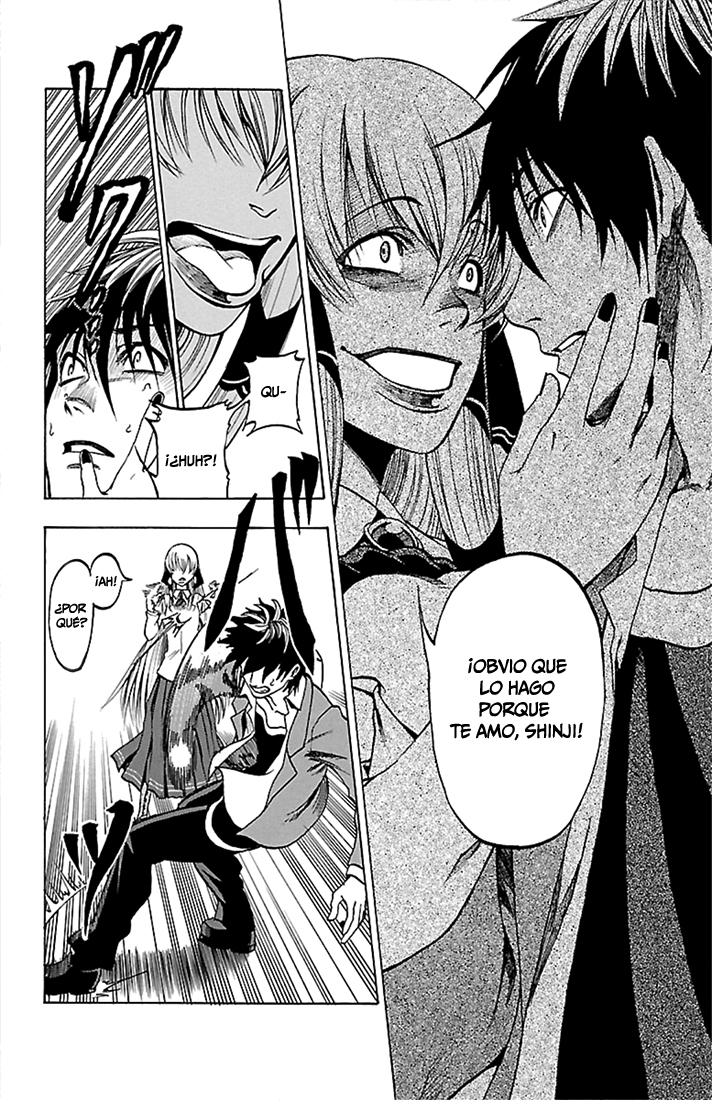 ¡OBVIO QUE
LO HAGO
PORQUE
TE AMO, SHINJI!
QU-
¡¿HUH?!
¡AH!
¿POR
QUÉ?